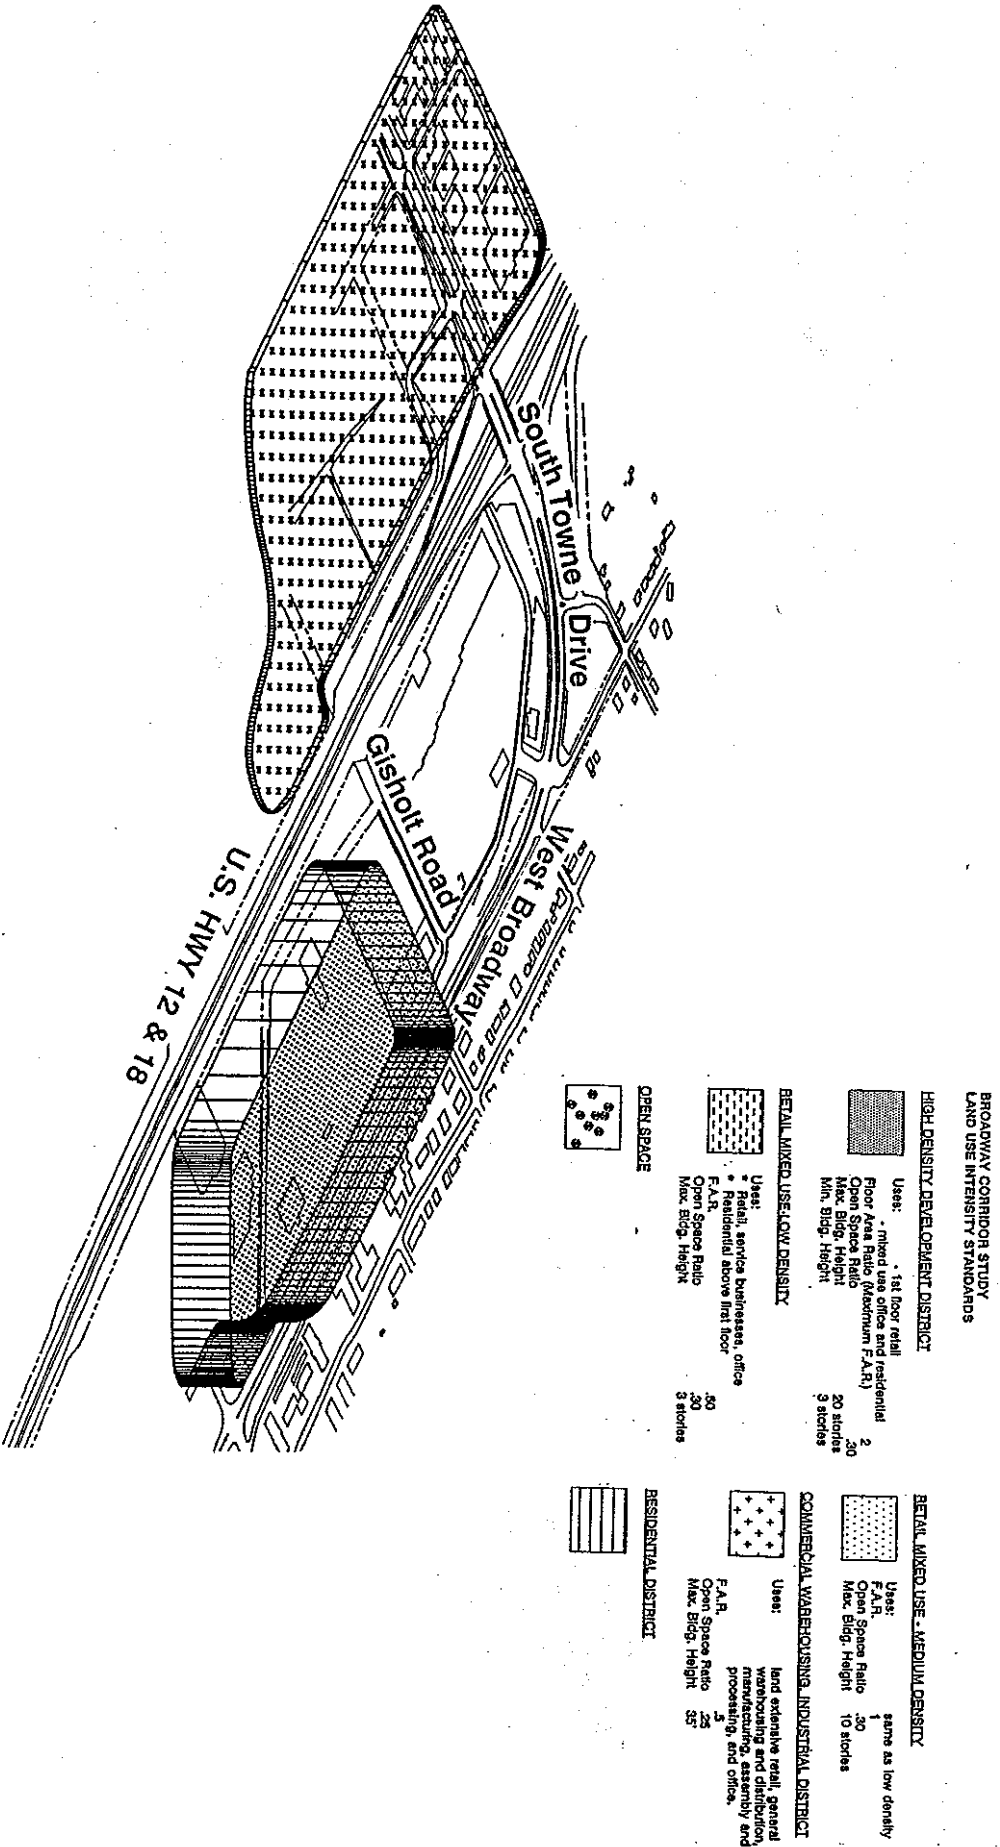 BROADWAY CORRIDOR STUDY
LAND USE INTENSITY STANDARDS
HIGH DENSITY DEVELOPMENT DISTRICT
Uses: - 1st floor retail
- mixed use office and residential
Floor Area Ratio (Maximum F.A.R.) 2
Open Space Ratio .30
Max. Bldg. Height 20 stories
Min. Bldg. Height 3 stories
RETAIL MIXED USE-LOW DENSITY
Uses:
* Retail, service businesses, office
* Residential above first floor
F.A.R. .50
Open Space Ratio .30
Max. Bldg. Height 3 stories
OPEN SPACE
RETAIL MIXED USE - MEDIUM DENSITY
Uses: same as low density
F.A.R. 1
Open Space Ratio .30
Max. Bldg. Height 10 stories
COMMERCIAL WAREHOUSING, INDUSTRIAL DISTRICT
Uses: land extensive retail, general
warehousing and distribution,
manufacturing, assembly and
processing, and office.
F.A.R. .5
Open Space Ratio .25
Max. Bldg. Height 35'
RESIDENTIAL DISTRICT
South Towne Drive
West Broadway
Gisholt Road
U.S. HWY 12 & 18